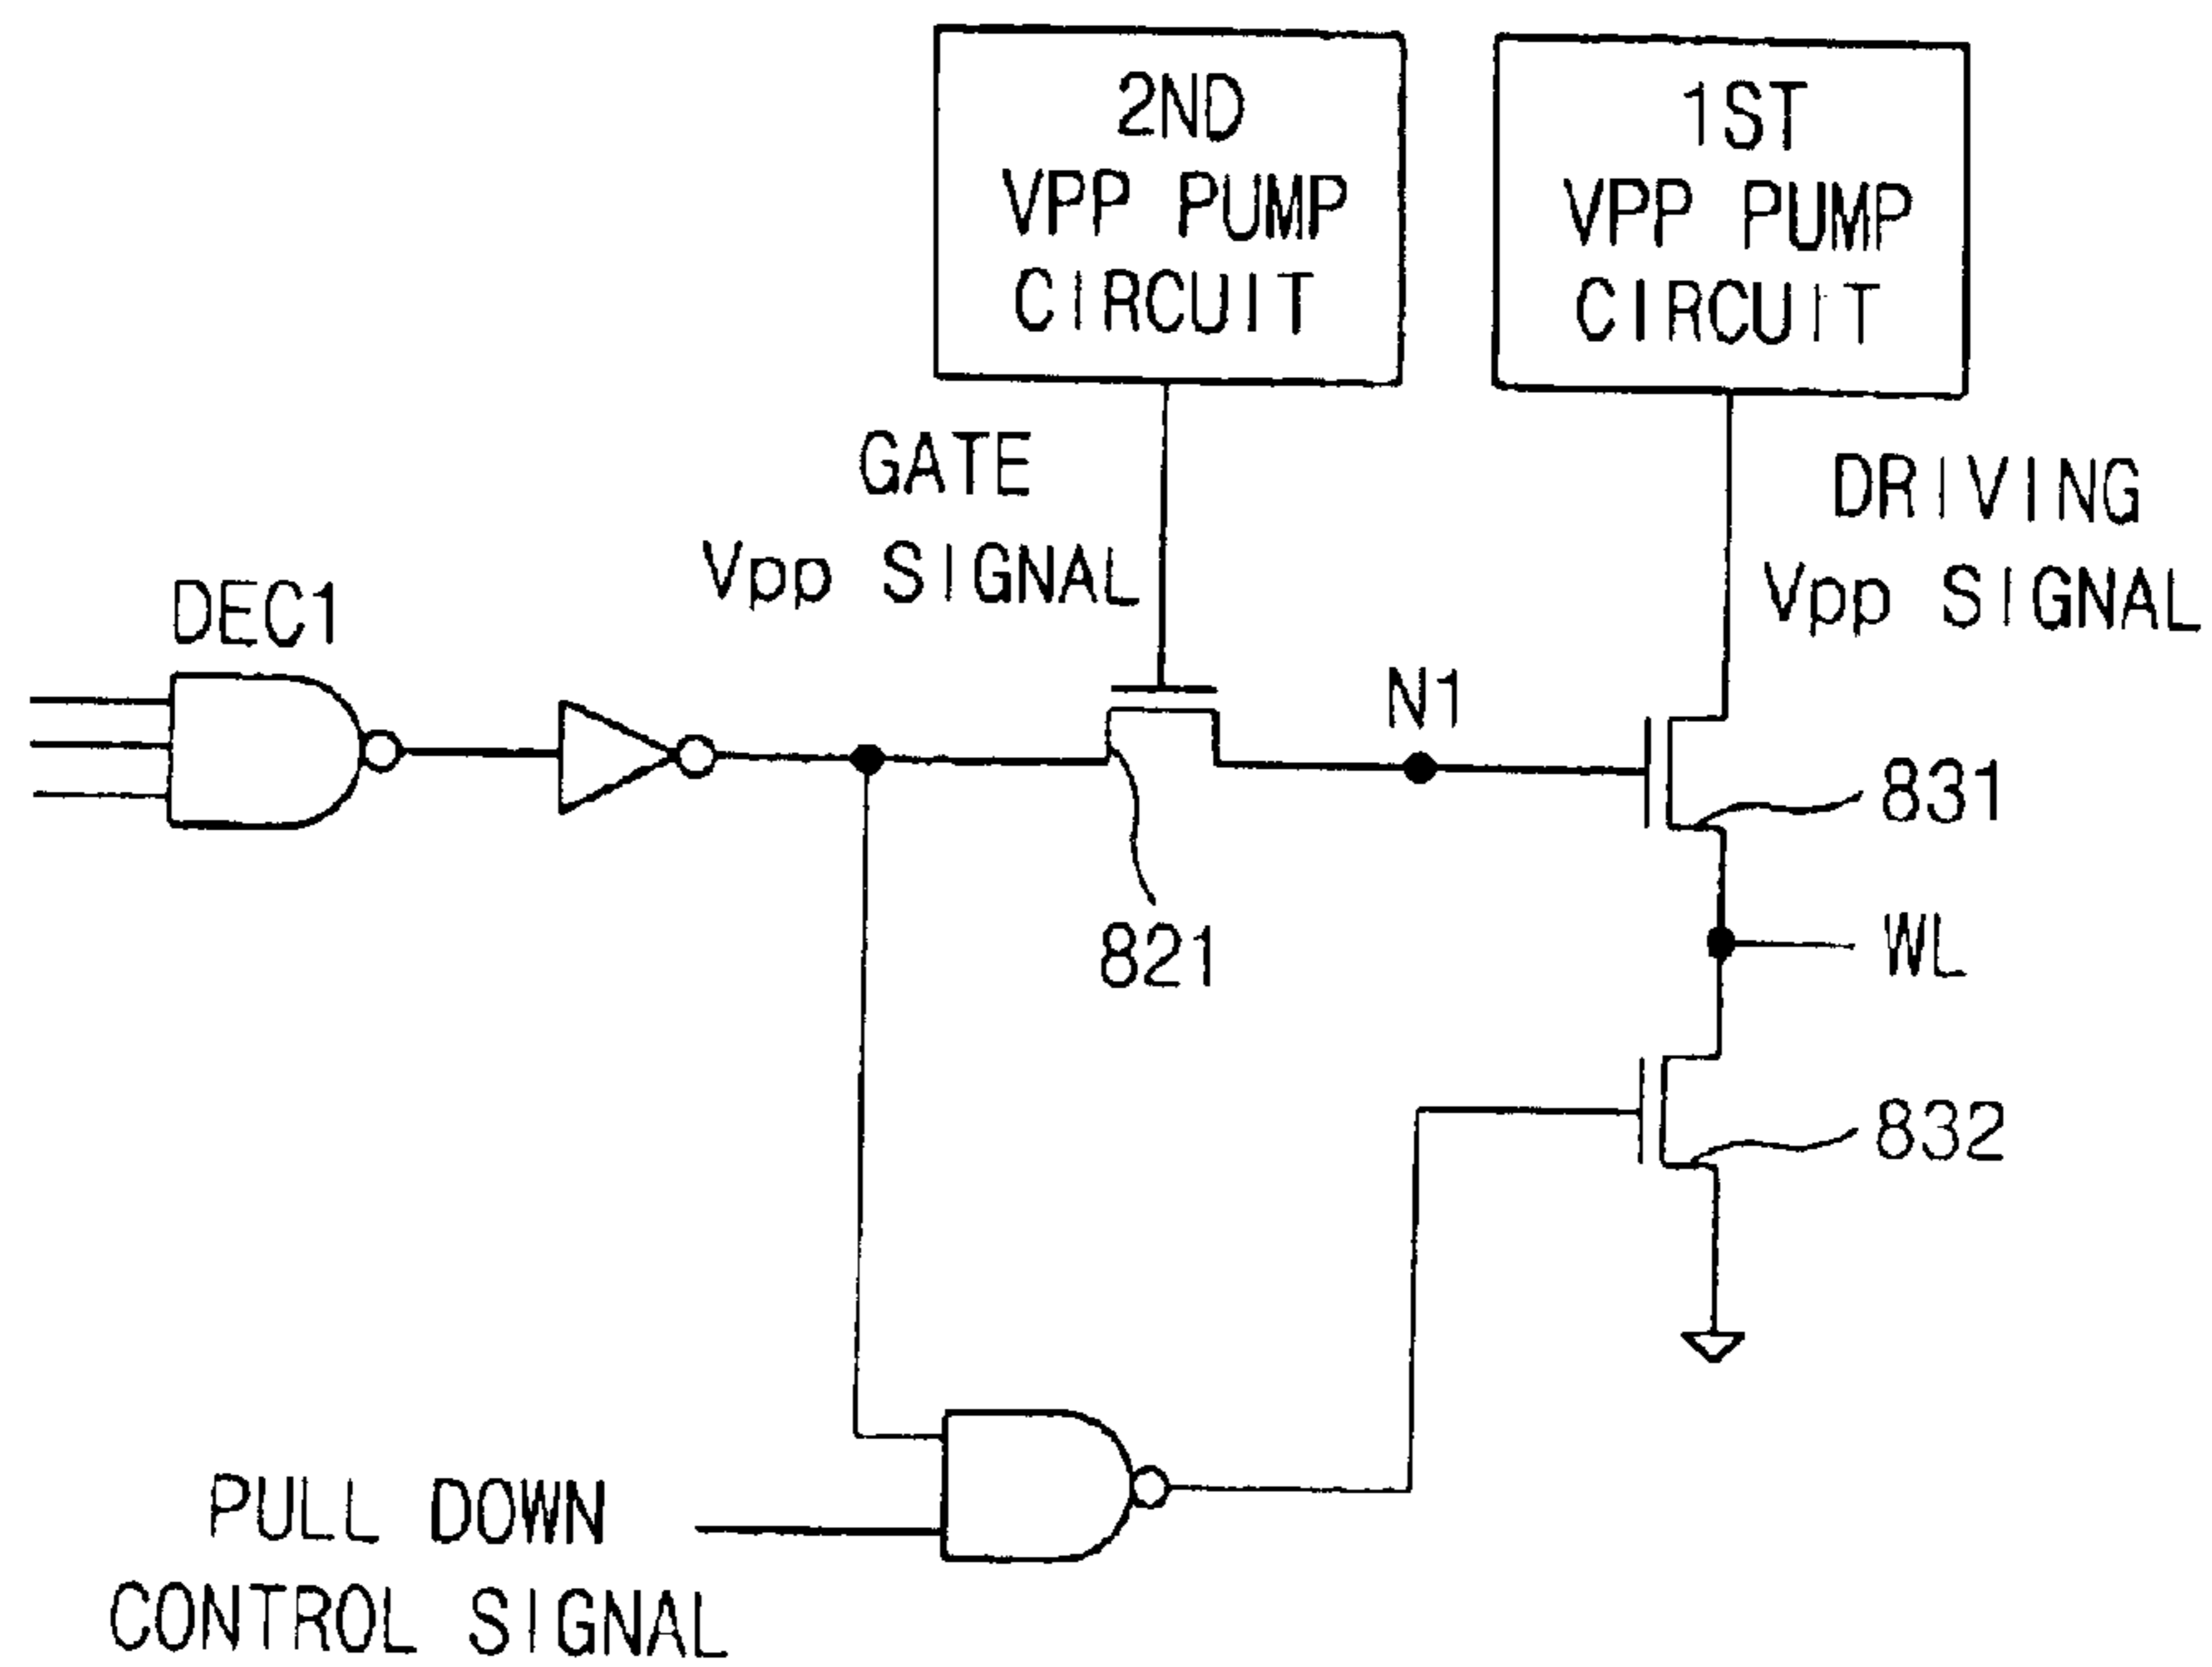 2ND
VPP PUMP
CIRCUIT
1ST
VPP PUMP
CIRCUIT
GATE
Vpp SIGNAL
DRIVING
Vpp SIGNAL
DEC1
N1
831
821
WL
832
PULL DOWN
CONTROL SIGNAL